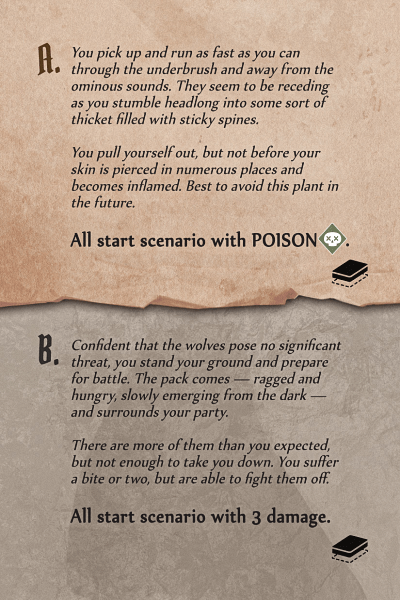 A. You pick up and run as fast as you can
through the underbrush and away from the
ominous sounds. They seem to be receding
as you stumble headlong into some sort of
thicket filled with sticky spines.
You pull yourself out, but not before your
skin is pierced in numerous places and
becomes inflamed. Best to avoid this plant in
the future.
All start scenario with POISON.
B. Confident that the wolves pose no significant
threat, you stand your ground and prepare
for battle. The pack comes — ragged and
hungry, slowly emerging from the dark —
and surrounds your party.
There are more of them than you expected,
but not enough to take you down. You suffer
a bite or two, but are able to fight them off.
All start scenario with 3 damage.